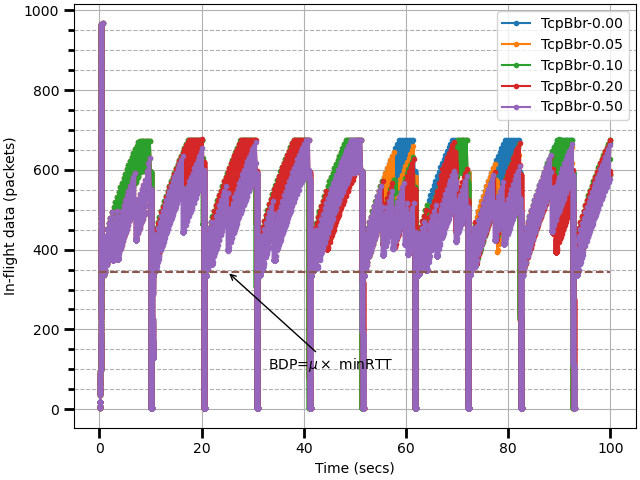 1000
800
600
400
200
0
In-flight data (packets)
TcpBbr-0.00
TcpBbr-0.05
TcpBbr-0.10
TcpBbr-0.20
TcpBbr-0.50
BDP=μ× minRTT
0 20 40 60 80 100
Time (secs)